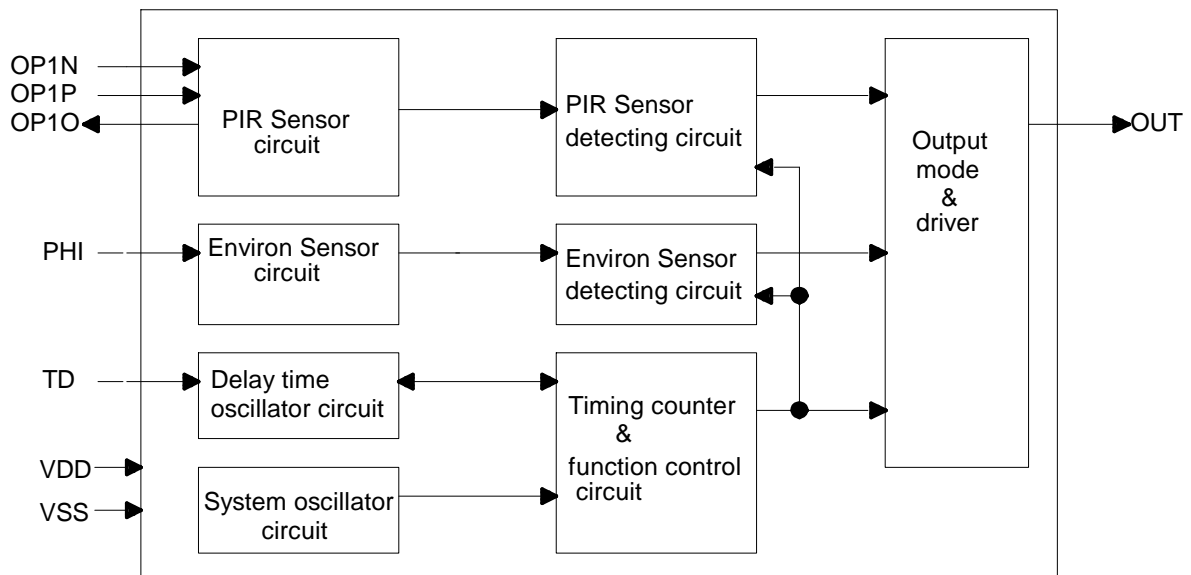 OP1N
OP1P
OP1O
PIR Sensor
circuit
PIR Sensor
detecting circuit
Output
mode
&
driver
OUT
PHI
Environ Sensor
circuit
Environ Sensor
detecting circuit
TD
Delay time
oscillator circuit
Timing counter
&
function control
circuit
VDD
VSS
System oscillator
circuit